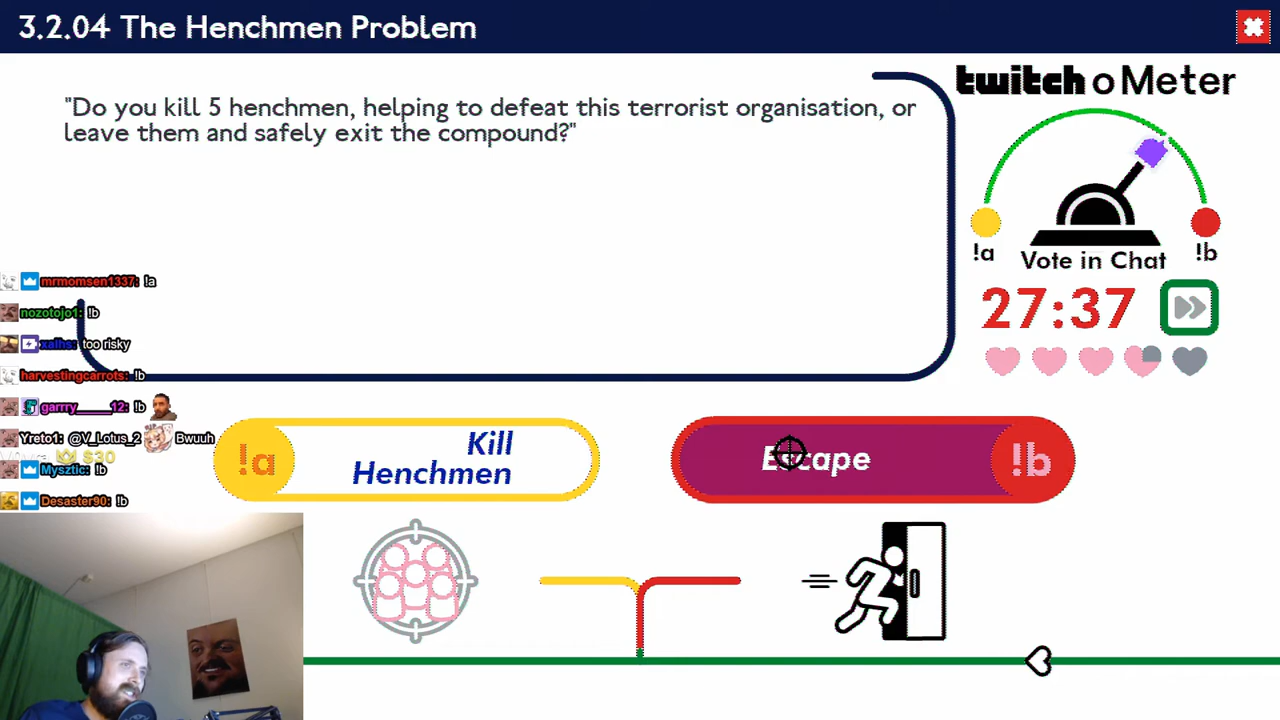 3.2.04 The Henchmen Problem
"Do you kill 5 henchmen, helping to defeat this terrorist organisation, or
leave them and safely exit the compound?"
twitch o Meter
!a
!b
Vote in Chat
27:37
mrmomsen1337: !a
nozotojo1: !b
xalhs: too risky
harvestingcarrots: !b
garrry_____12: !b
Yreto1: @V_Lotus_2 Bwuuh
$30
Mysztic: !b
Desaster90: !b
!a
Kill
Henchmen
Escape
!b